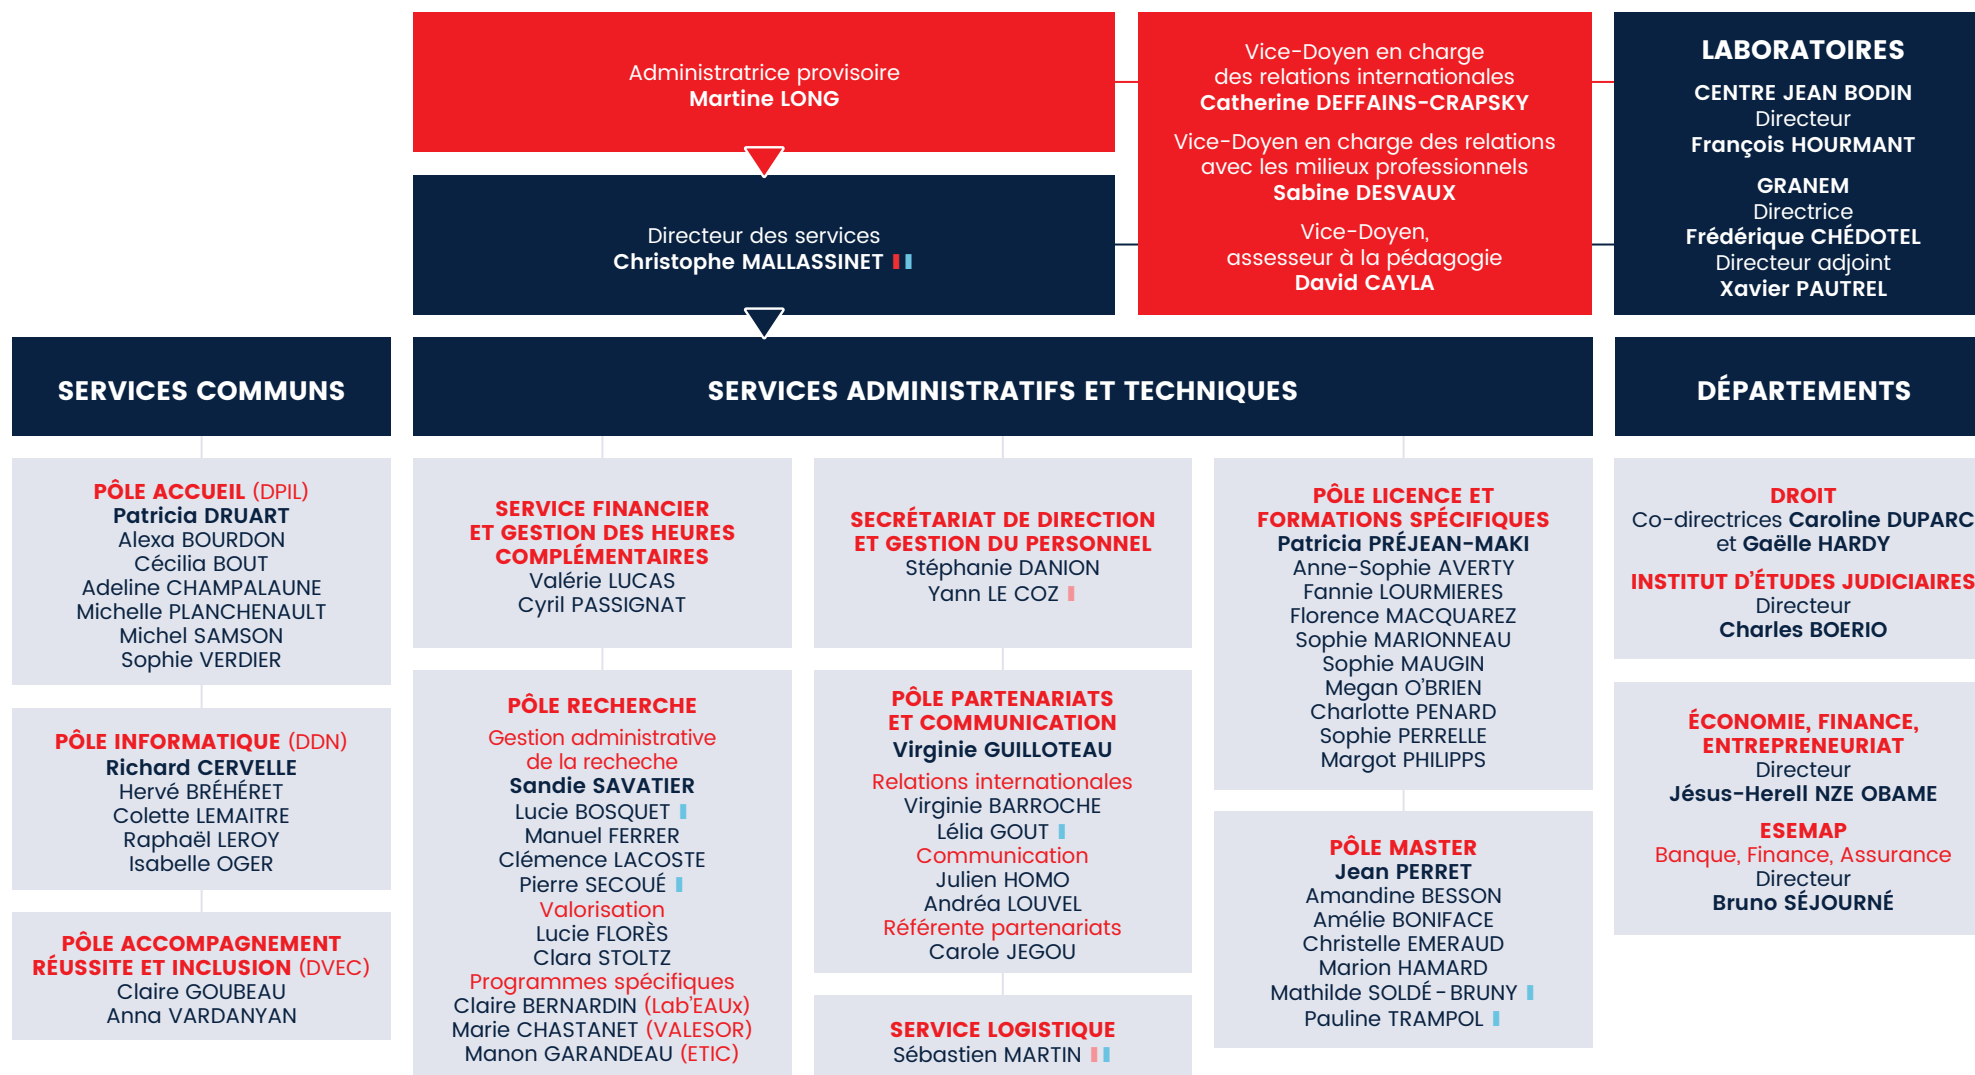 Administratrice provisoire
Martine LONG
Directeur des services
Christophe MALLASSINET
Vice-Doyen en charge
des relations internationales
Catherine DEFFAINS-CRAPSKY
Vice-Doyen en charge des relations
avec les milieux professionnels
Sabine DESVAUX
Vice-Doyen,
assesseur à la pédagogie
David CAYLA
LABORATOIRES
CENTRE JEAN BODIN
Directeur
François HOURMANT
GRANEM
Directrice
Frédérique CHÉDOTEL
Directeur adjoint
Xavier PAUTREL
SERVICES COMMUNS
PÔLE ACCUEIL (DPIL)
Patricia DRUART
Alexa BOURDON
Cécilia BOUT
Adeline CHAMPALAUNE
Michelle PLANCHENAULT
Michel SAMSON
Sophie VERDIER
PÔLE INFORMATIQUE (DDN)
Richard CERVELLE
Hervé BRÉHÉRET
Colette LEMAITRE
Raphaël LEROY
Isabelle OGER
PÔLE ACCOMPAGNEMENT
RÉUSSITE ET INCLUSION (DVEC)
Claire GOUBEAU
Anna VARDANYAN
SERVICES ADMINISTRATIFS ET TECHNIQUES
SERVICE FINANCIER
ET GESTION DES HEURES
COMPLÉMENTAIRES
Valérie LUCAS
Cyril PASSIGNAT
PÔLE RECHERCHE
Gestion administrative
de la recheche
Sandie SAVATIER
Lucie BOSQUET
Manuel FERRER
Clémence LACOSTE
Pierre SECOUÉ
Valorisation
Lucie FLORÈS
Clara STOLTZ
Programmes spécifiques
Claire BERNARDIN (Lab'EAUx)
Marie CHASTANET (VALESOR)
Manon GARANDEAU (ETIC)
SECRÉTARIAT DE DIRECTION
ET GESTION DU PERSONNEL
Stéphanie DANION
Yann LE COZ
PÔLE PARTENARIATS
ET COMMUNICATION
Virginie GUILLOTEAU
Relations internationales
Virginie BARROCHE
Lélia GOUT
Communication
Julien HOMO
Andréa LOUVEL
Référente partenariats
Carole JEGOU
SERVICE LOGISTIQUE
Sébastien MARTIN
PÔLE LICENCE ET
FORMATIONS SPÉCIFIQUES
Patricia PRÉJEAN-MAKI
Anne-Sophie AVERTY
Fannie LOURMIERES
Florence MACQUAREZ
Sophie MARIONNEAU
Sophie MAUGIN
Megan O'BRIEN
Charlotte PENARD
Sophie PERRELLE
Margot PHILIPPS
PÔLE MASTER
Jean PERRET
Amandine BESSON
Amélie BONIFACE
Christelle EMERAUD
Marion HAMARD
Mathilde SOLDÉ-BRUNY
Pauline TRAMPOL
DÉPARTEMENTS
DROIT
Co-directrices Caroline DUPARC
et Gaëlle HARDY
INSTITUT D'ÉTUDES JUDICIAIRES
Directeur
Charles BOERIO
ÉCONOMIE, FINANCE,
ENTREPRENEURIAT
Directeur
Jésus-Herell NZE OBAME
ESEMAP
Banque, Finance, Assurance
Directeur
Bruno SÉJOURNÉ